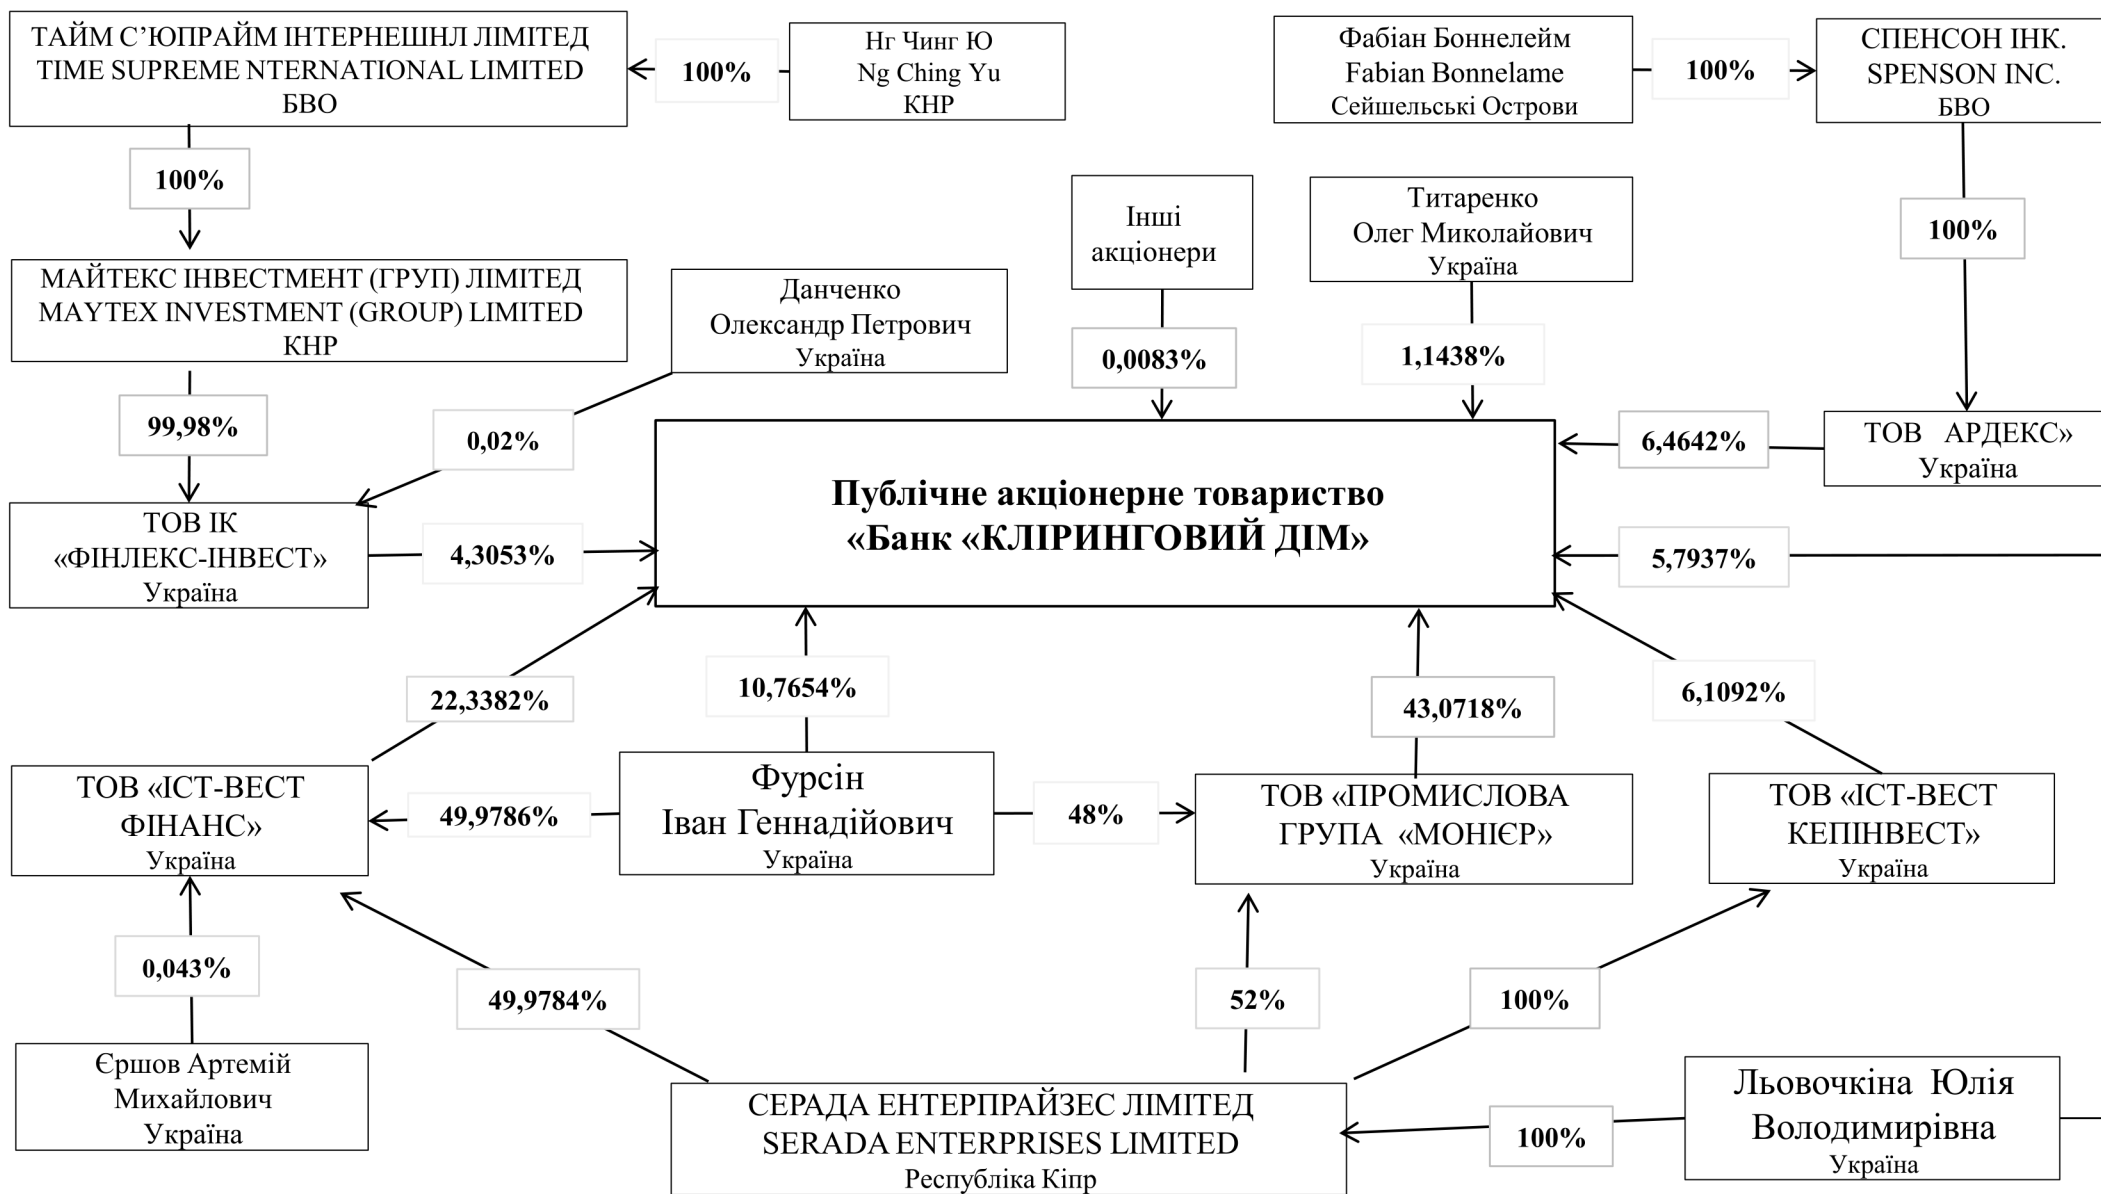 ТАЙМ С’ЮПРАЙМ ІНТЕРНЕШНЛ ЛІМІТЕД
TIME SUPREME NTERNATIONAL LIMITED
БВО
100%
Нг Чинг Ю
Ng Ching Yu
КНР
Фабіан Боннелейм
Fabian Bonnelame
Сейшельські Острови
100%
СПЕНСОН ІНК.
SPENSON INC.
БВО
100%
Інші
акціонери
Титаренко
Олег Миколайович
Україна
100%
МАЙТЕКС ІНВЕСТМЕНТ (ГРУП) ЛІМІТЕД
MAYTEX INVESTMENT (GROUP) LIMITED
КНР
Данченко
Олександр Петрович
Україна
0,0083%
1,1438%
99,98%
0,02%
6,4642%
ТОВ АРДЕКС»
Україна
Публічне акціонерне товариство
«Банк «КЛІРИНГОВИЙ ДІМ»
ТОВ ІК
«ФІНЛЕКС-ІНВЕСТ»
Україна
4,3053%
5,7937%
22,3382%
10,7654%
43,0718%
6,1092%
ТОВ «ІСТ-ВЕСТ
ФІНАНС»
Україна
49,9786%
Фурсін
Іван Геннадійович
Україна
48%
ТОВ «ПРОМИСЛОВА
ГРУПА «МОНІЄР»
Україна
ТОВ «ІСТ-ВЕСТ
КЕПІНВЕСТ»
Україна
0,043%
49,9784%
52%
100%
Єршов Артемій
Михайлович
Україна
СЕРАДА ЕНТЕРПРАЙЗЕС ЛІМІТЕД
SERADA ENTERPRISES LIMITED
Республіка Кіпр
100%
Льовочкіна Юлія
Володимирівна
Україна